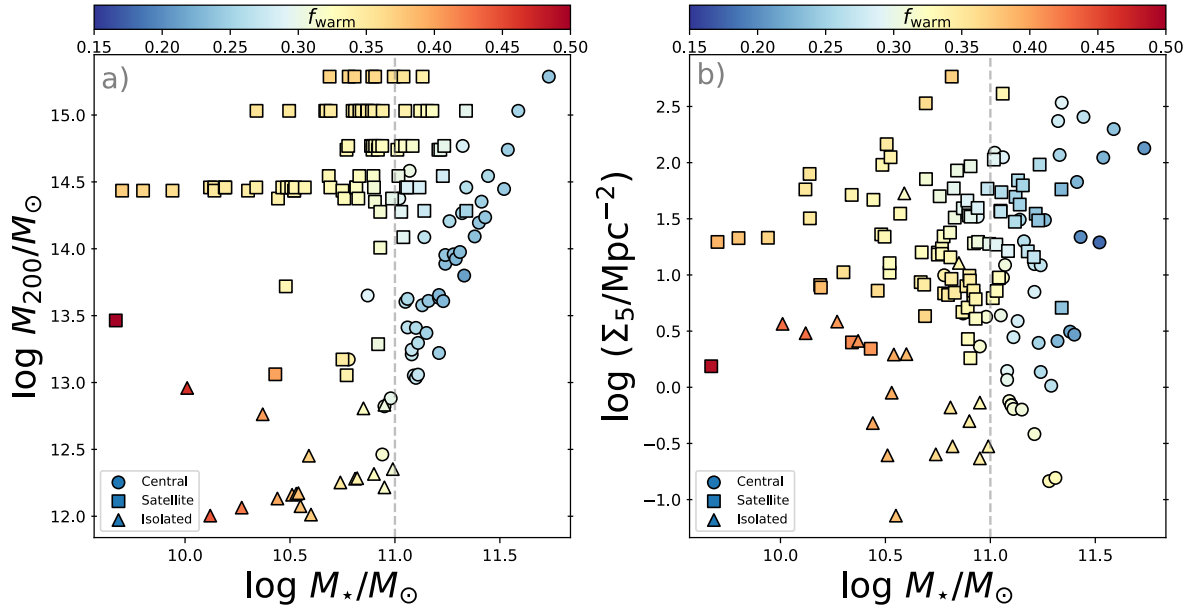 f_warm
0.15 0.20 0.25 0.30 0.35 0.40 0.45 0.50
a)
log M_200/M_⊙
15.0
14.5
14.0
13.5
13.0
12.5
12.0
Central
Satellite
Isolated
10.0 10.5 11.0 11.5
log M_⋆/M_⊙
f_warm
0.15 0.20 0.25 0.30 0.35 0.40 0.45 0.50
b)
log (Σ_5/Mpc^−2)
2.5
2.0
1.5
1.0
0.5
0.0
−0.5
−1.0
Central
Satellite
Isolated
10.0 10.5 11.0 11.5
log M_⋆/M_⊙